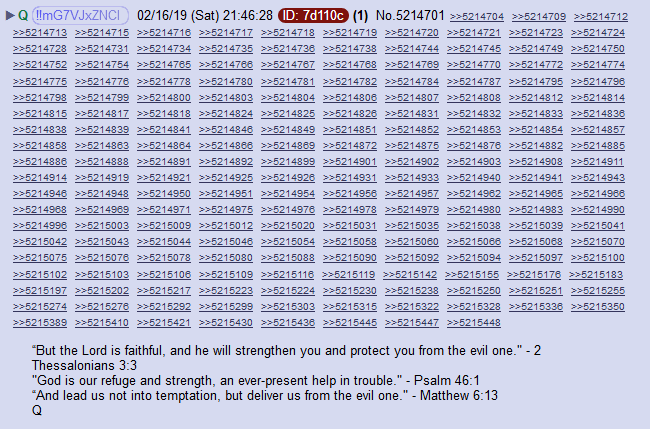 ▶ Q !!mG7VJxZNCI 02/16/19 (Sat) 21:46:28 ID: 7d110c (1) No.5214701 >>5214704 >>5214709 >>5214712
>>5214713 >>5214715 >>5214716 >>5214717 >>5214718 >>5214719 >>5214720 >>5214721 >>5214723 >>5214724
>>5214728 >>5214731 >>5214734 >>5214735 >>5214736 >>5214738 >>5214744 >>5214745 >>5214749 >>5214750
>>5214752 >>5214754 >>5214765 >>5214766 >>5214767 >>5214768 >>5214769 >>5214770 >>5214772 >>5214774
>>5214775 >>5214776 >>5214778 >>5214780 >>5214781 >>5214782 >>5214784 >>5214787 >>5214795 >>5214796
>>5214798 >>5214799 >>5214800 >>5214803 >>5214804 >>5214806 >>5214807 >>5214808 >>5214812 >>5214814
>>5214815 >>5214817 >>5214818 >>5214824 >>5214825 >>5214826 >>5214831 >>5214832 >>5214833 >>5214836
>>5214838 >>5214839 >>5214841 >>5214846 >>5214849 >>5214851 >>5214852 >>5214853 >>5214854 >>5214857
>>5214858 >>5214863 >>5214864 >>5214866 >>5214869 >>5214872 >>5214875 >>5214876 >>5214882 >>5214885
>>5214886 >>5214888 >>5214891 >>5214892 >>5214899 >>5214901 >>5214902 >>5214903 >>5214908 >>5214911
>>5214914 >>5214919 >>5214921 >>5214925 >>5214926 >>5214930 >>5214933 >>5214940 >>5214941 >>5214943
>>5214946 >>5214948 >>5214950 >>5214951 >>5214954 >>5214956 >>5214957 >>5214962 >>5214965 >>5214966
>>5214968 >>5214969 >>5214971 >>5214975 >>5214976 >>5214978 >>5214979 >>5214980 >>5214983 >>5214990
>>5214996 >>5215003 >>5215009 >>5215012 >>5215020 >>5215031 >>5215035 >>5215038 >>5215039 >>5215041
>>5215042 >>5215043 >>5215044 >>5215046 >>5215054 >>5215058 >>5215060 >>5215066 >>5215068 >>5215070
>>5215075 >>5215076 >>5215078 >>5215080 >>5215088 >>5215090 >>5215092 >>5215094 >>5215097 >>5215100
>>5215102 >>5215103 >>5215106 >>5215109 >>5215116 >>5215119 >>5215142 >>5215155 >>5215176 >>5215183
>>5215197 >>5215202 >>5215217 >>5215223 >>5215224 >>5215230 >>5215238 >>5215250 >>5215251 >>5215255
>>5215274 >>5215276 >>5215292 >>5215299 >>5215303 >>5215315 >>5215322 >>5215328 >>5215336 >>5215350
>>5215389 >>5215410 >>5215421 >>5215430 >>5215436 >>5215445 >>5215447 >>5215448
“But the Lord is faithful, and he will strengthen you and protect you from the evil one." - 2
Thessalonians 3:3
"God is our refuge and strength, an ever-present help in trouble." - Psalm 46:1
“And lead us not into temptation, but deliver us from the evil one." - Matthew 6:13
Q